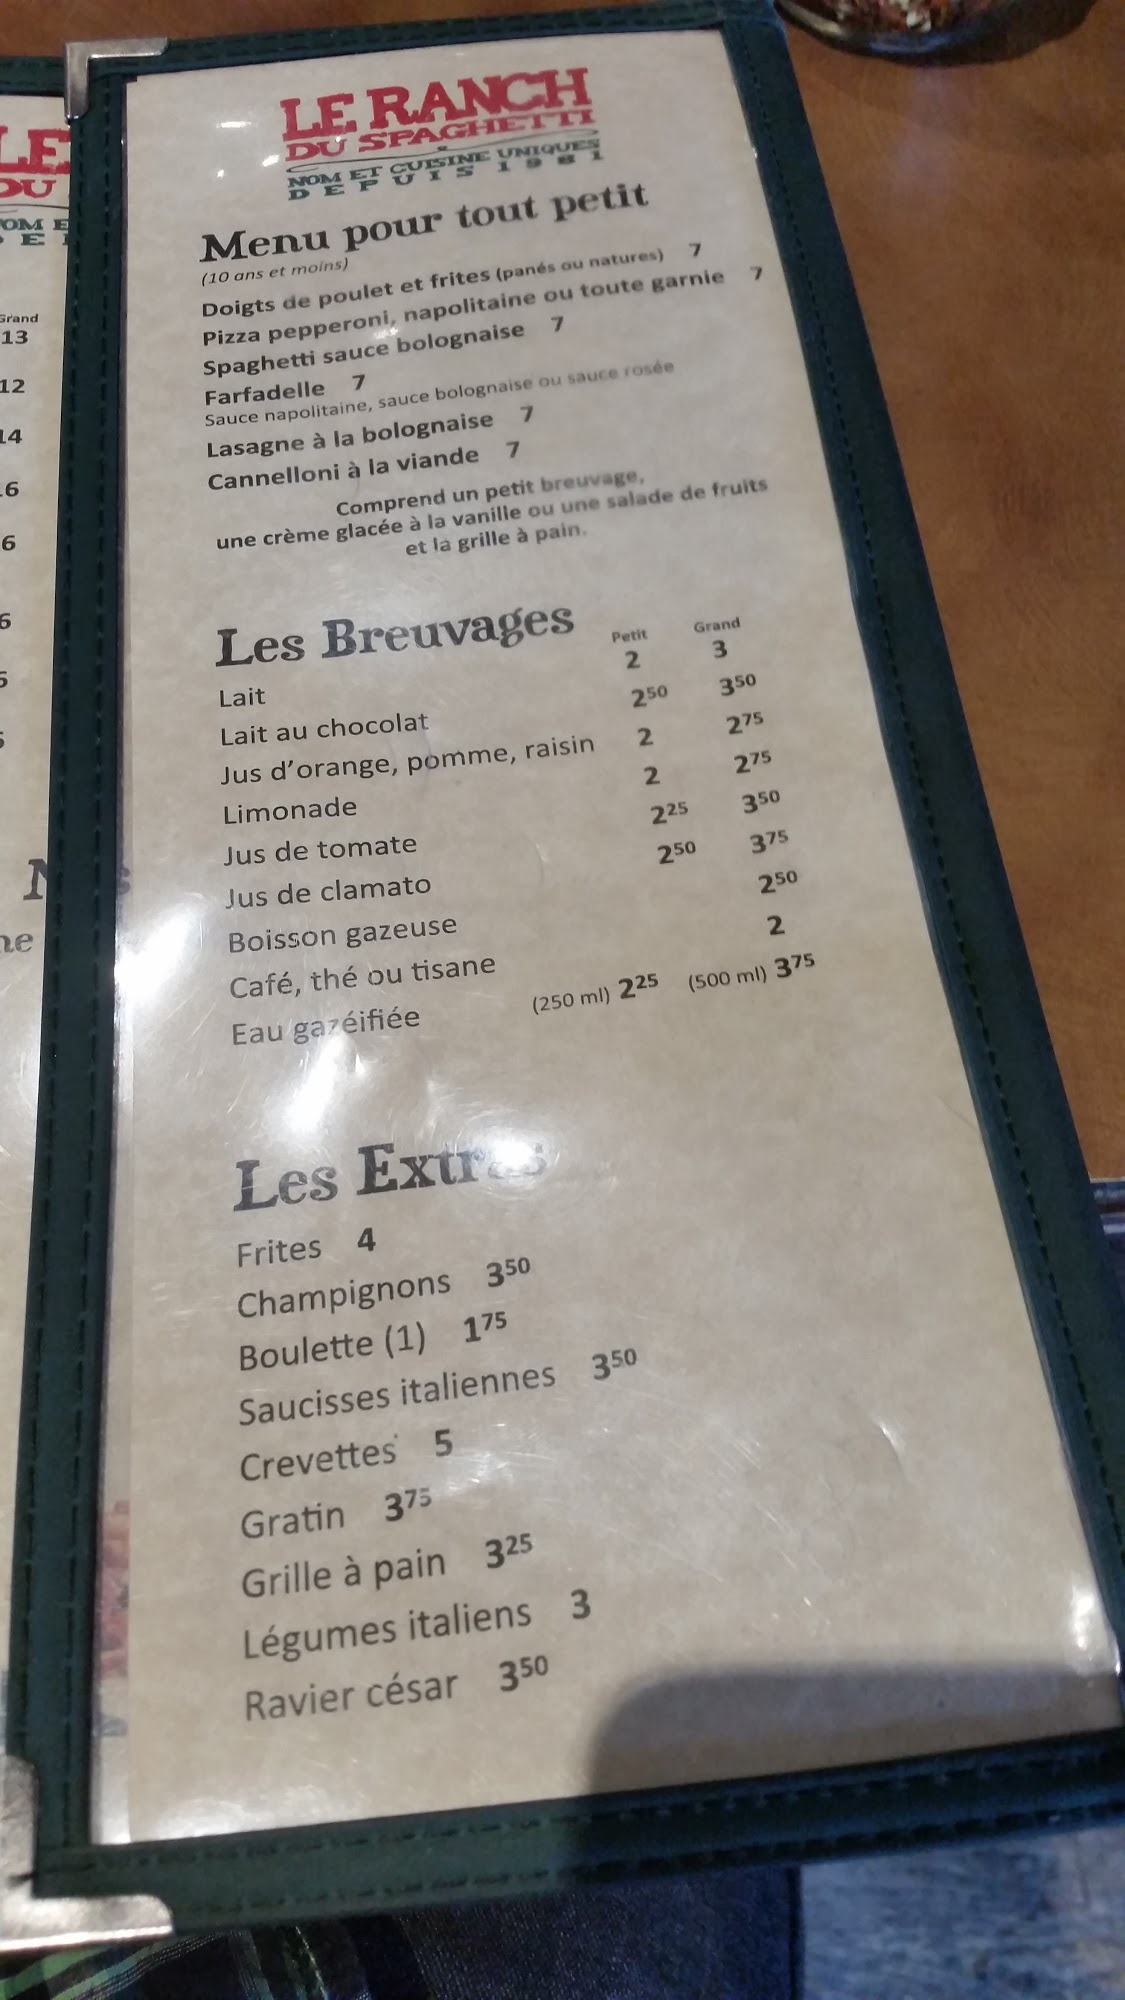 LE RANCH
DU SPAGHETTI
NOM ET CUISINE UNIQUES
DEPUIS 1981
Menu pour tout petit
(10 ans et moins)
Doigts de poulet et frites (panés ou natures) 7
Pizza pepperoni, napolitaine ou toute garnie 7
Spaghetti sauce bolognaise 7
Farfadelle 7
Sauce napolitaine, sauce bolognaise ou sauce rosée
Lasagne à la bolognaise 7
Cannelloni à la viande 7
Comprend un petit breuvage,
une crème glacée à la vanille ou une salade de fruits
et la grille à pain.
Les Breuvages Petit Grand
Lait 2 3
Lait au chocolat 2 50 3 50
Jus d'orange, pomme, raisin 2 2 75
Limonade 2 2 75
Jus de tomate 2 25 3 50
Jus de clamato 2 50 3 75
Boisson gazeuse 2 50
Café, thé ou tisane 2
Eau gazéifiée (250 ml) 2 25 (500 ml) 3 75
Les Extras
Frites 4
Champignons 3 50
Boulette (1) 1 75
Saucisses italiennes 3 50
Crevettes 5
Gratin 3 75
Grille à pain 3 25
Légumes italiens 3
Ravier césar 3 50
LE
DU
Grand
13
12
14